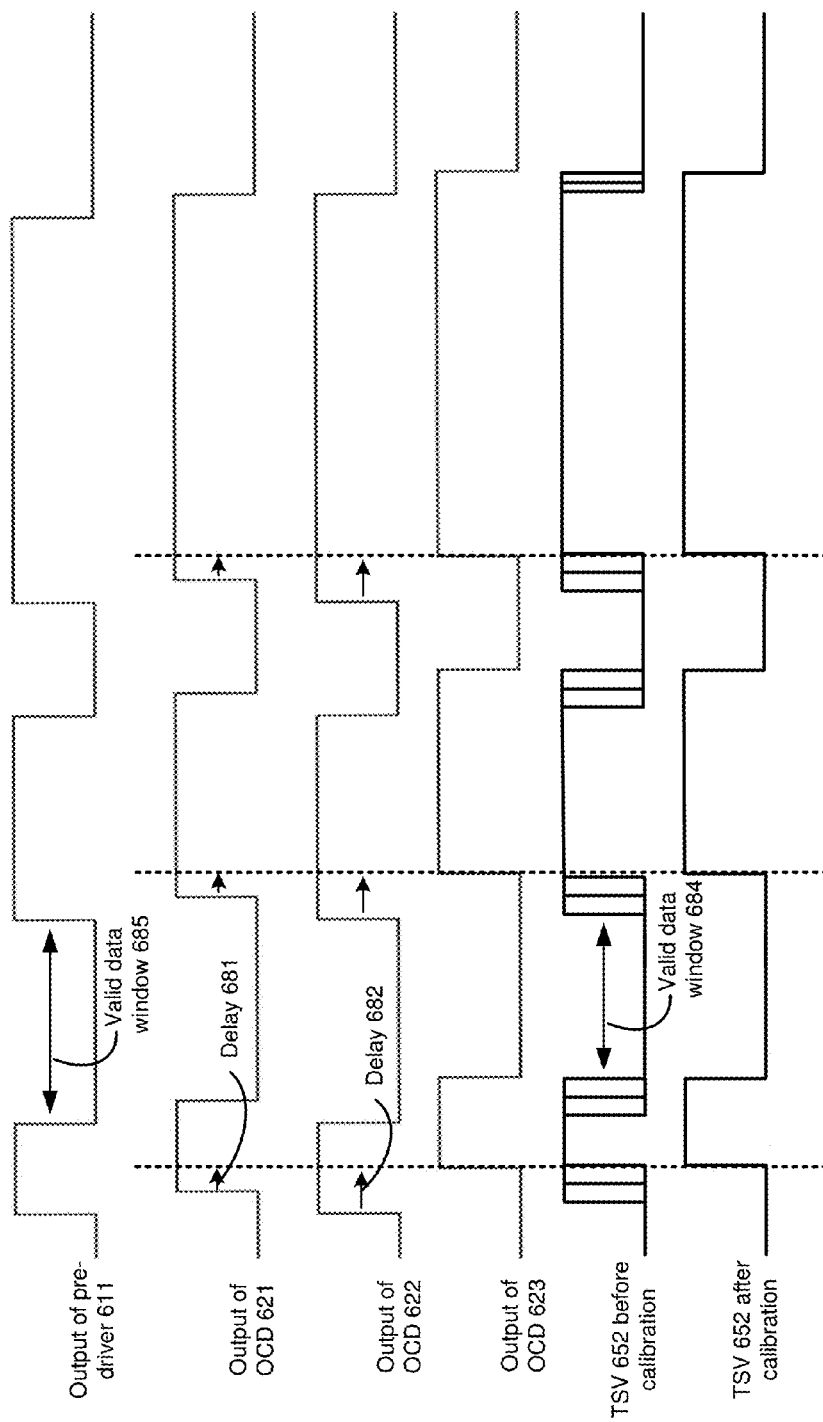 Output of pre-
driver 611
Valid data
window 685
Output of
OCD 621
Delay 681
Output of
OCD 622
Delay 682
Output of
OCD 623
TSV 652 before
calibration
Valid data
window 684
TSV 652 after
calibration